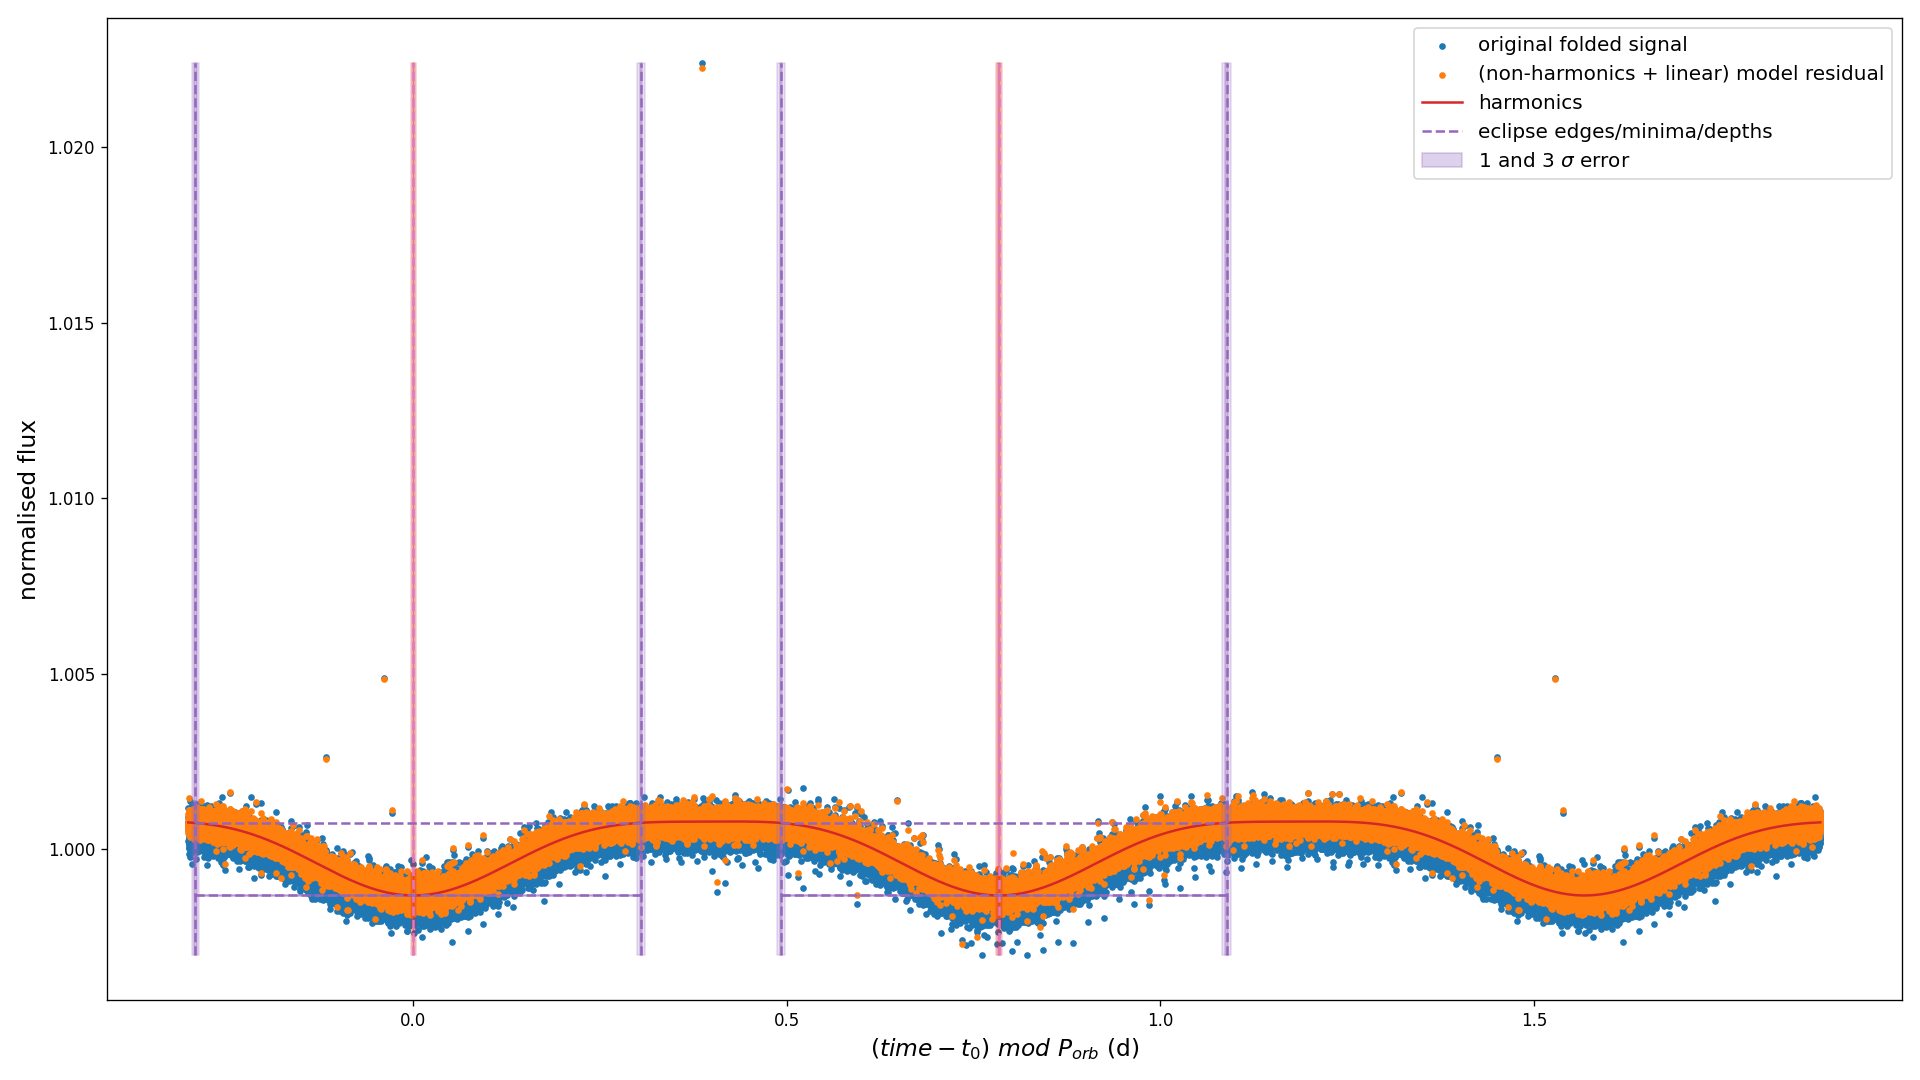 original folded signal
(non-harmonics + linear) model residual
harmonics
eclipse edges/minima/depths
1 and 3 σ error
1.020
1.015
1.010
1.005
1.000
normalised flux
0.0 0.5 1.0 1.5
(time − t₀) mod Pₒᵣb (d)